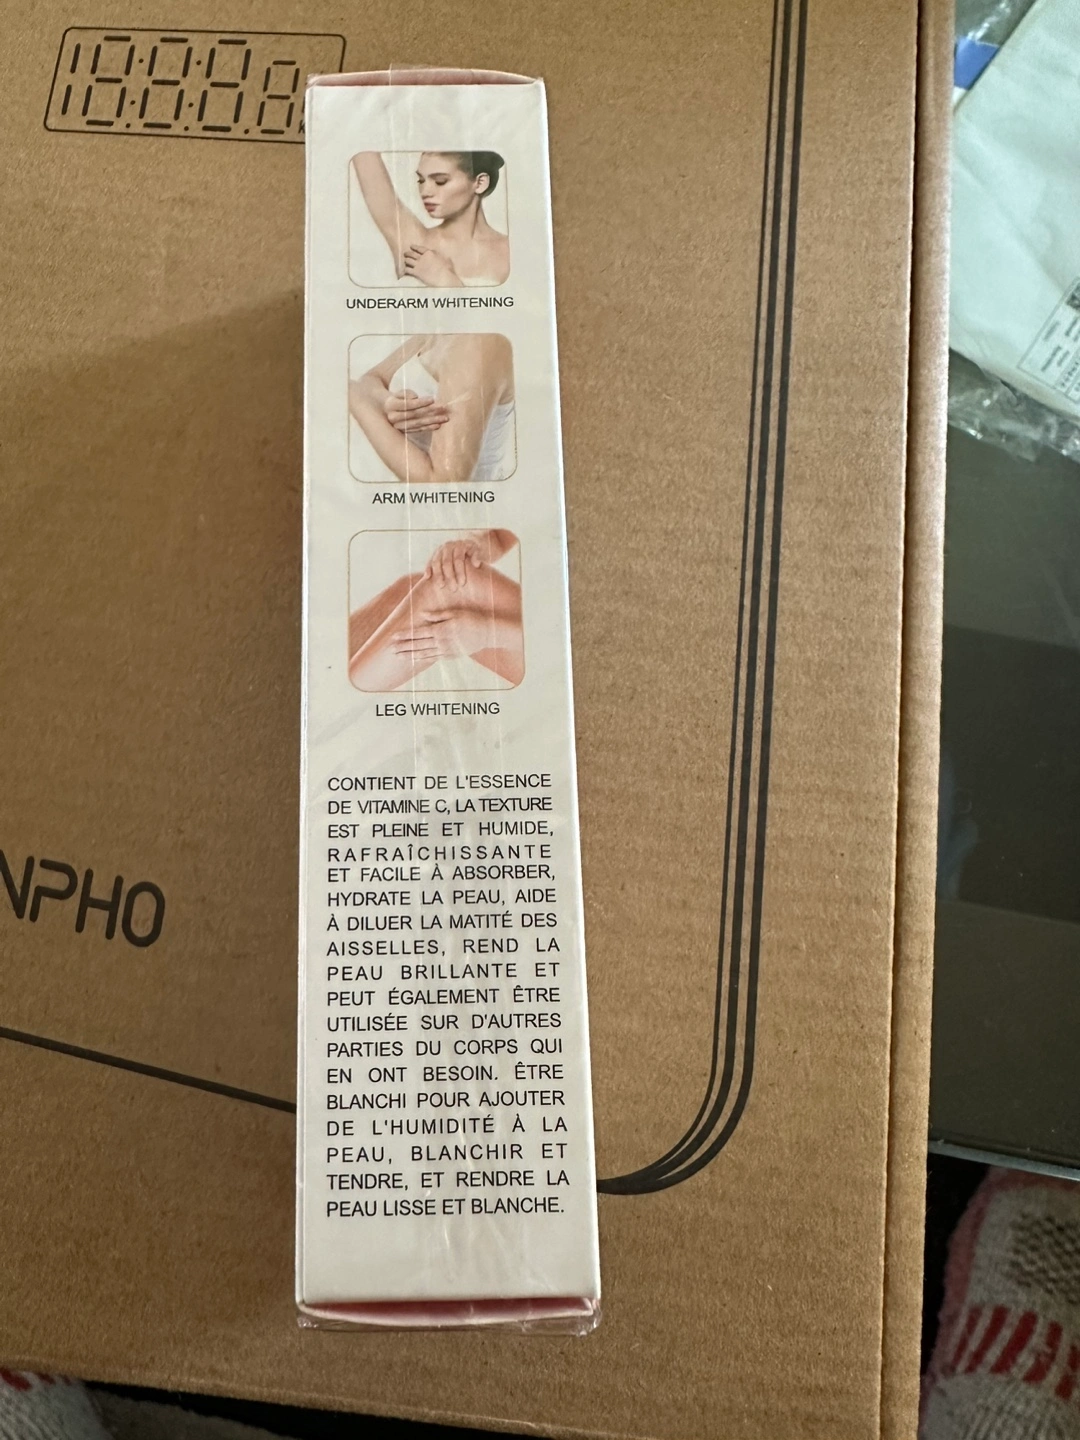 UNDERARM WHITENING
ARM WHITENING
LEG WHITENING
CONTIENT DE L'ESSENCE
DE VITAMINE C, LA TEXTURE
EST PLEINE ET HUMIDE,
RAFRAÎCHISSANTE
ET FACILE À ABSORBER,
HYDRATE LA PEAU, AIDE
À DILUER LA MATITÉ DES
AISSELLES, REND LA
PEAU BRILLANTE ET
PEUT ÉGALEMENT ÊTRE
UTILISÉE SUR D'AUTRES
PARTIES DU CORPS QUI
EN ONT BESOIN. ÊTRE
BLANCHI POUR AJOUTER
DE L'HUMIDITÉ À LA
PEAU, BLANCHIR ET
TENDRE, ET RENDRE LA
PEAU LISSE ET BLANCHE.
NPHO